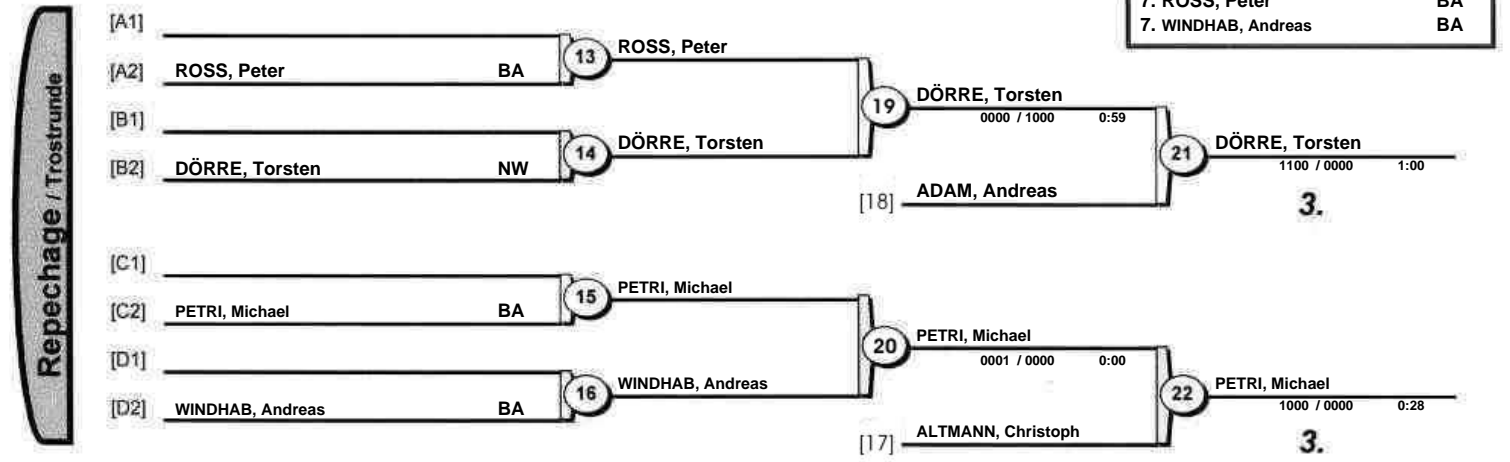 7. ROSS, Peter BA
7. WINDHAB, Andreas BA
Repechage / Trostrunde
[A1]
13 ROSS, Peter
[A2] ROSS, Peter BA
19 DÖRRE, Torsten
0000 / 1000 0:59
[B1]
14 DÖRRE, Torsten
[B2] DÖRRE, Torsten NW
21 DÖRRE, Torsten
1100 / 0000 1:00
[18] ADAM, Andreas
3.
[C1]
15 PETRI, Michael
[C2] PETRI, Michael BA
20 PETRI, Michael
0001 / 0000 0:00
[D1]
16 WINDHAB, Andreas
[D2] WINDHAB, Andreas BA
22 PETRI, Michael
1000 / 0000 0:28
[17] ALTMANN, Christoph
3.